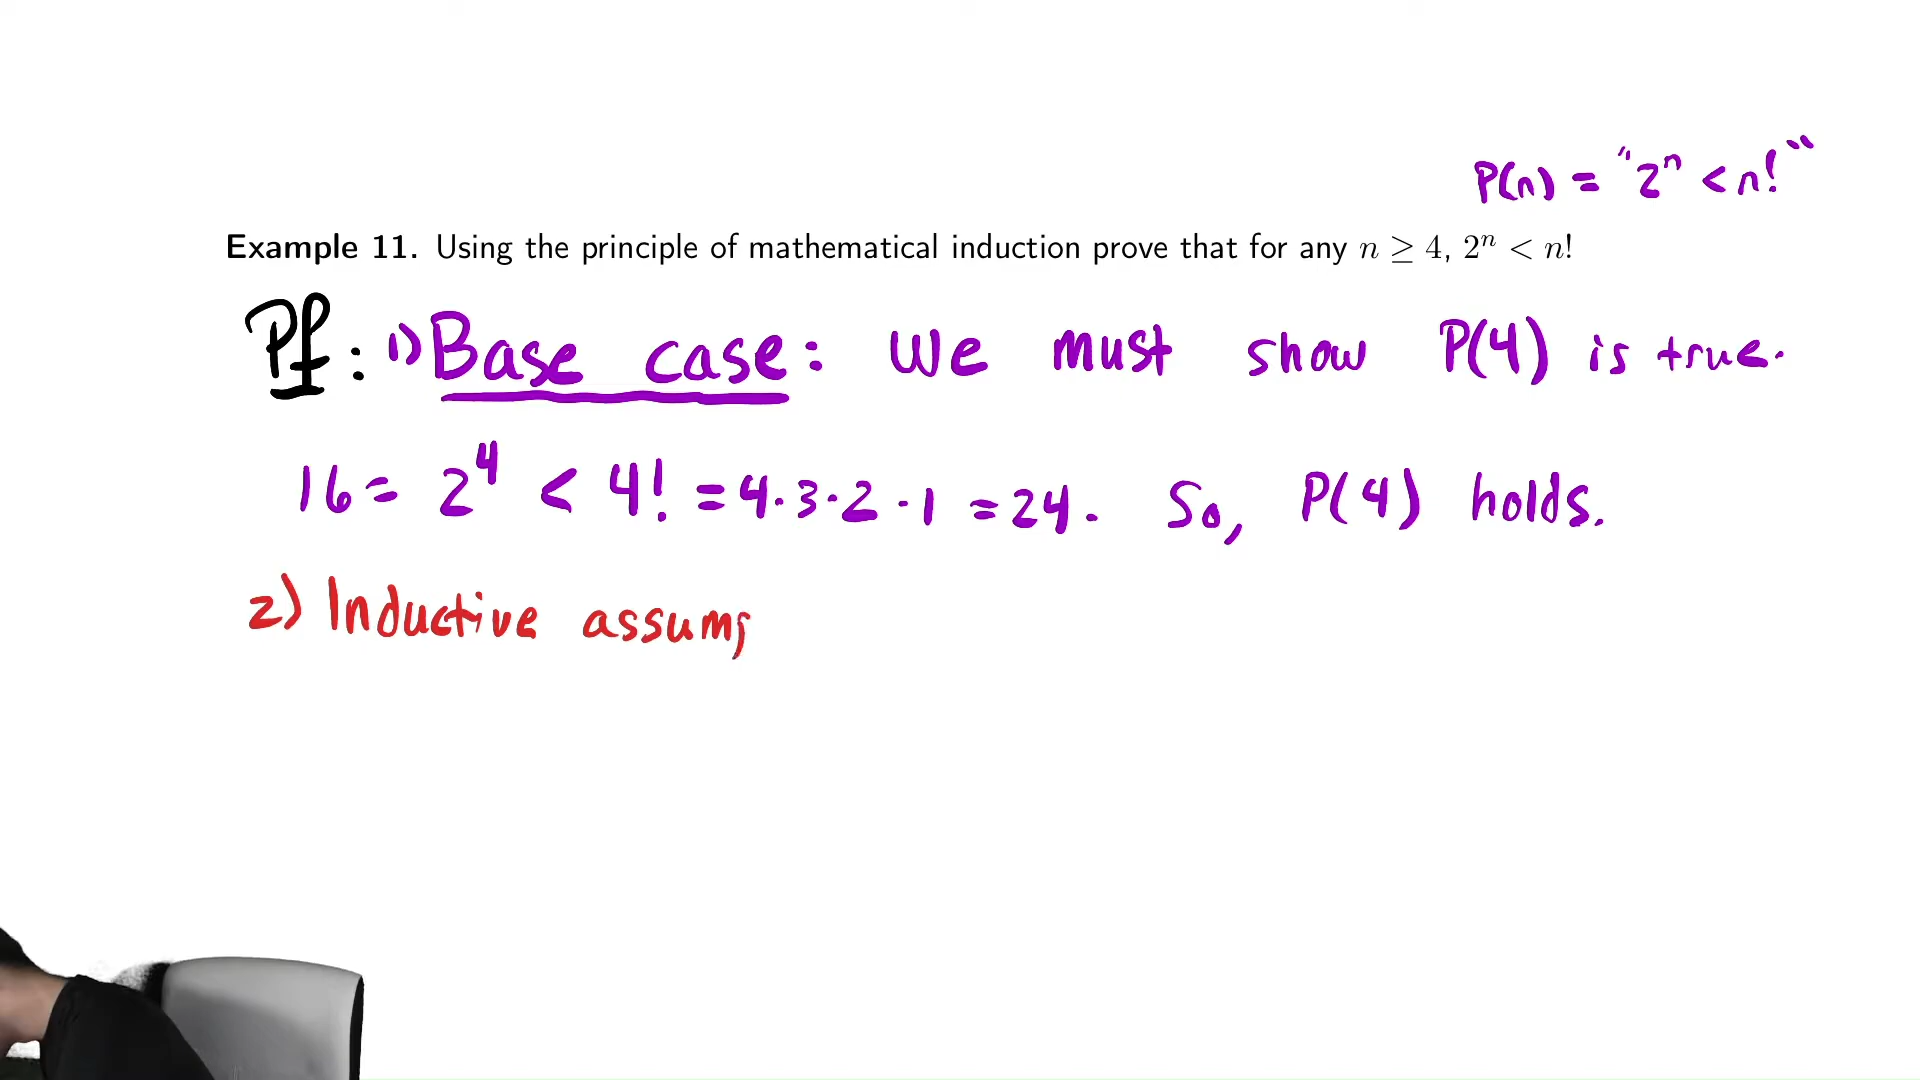 P(n) = "2ⁿ < n!"
Example 11. Using the principle of mathematical induction prove that for any n ≥ 4, 2ⁿ < n!
Pf: 1) Base case: We must show P(4) is true.
16 = 2⁴ < 4! = 4·3·2·1 = 24. So, P(4) holds.
2) Inductive assump